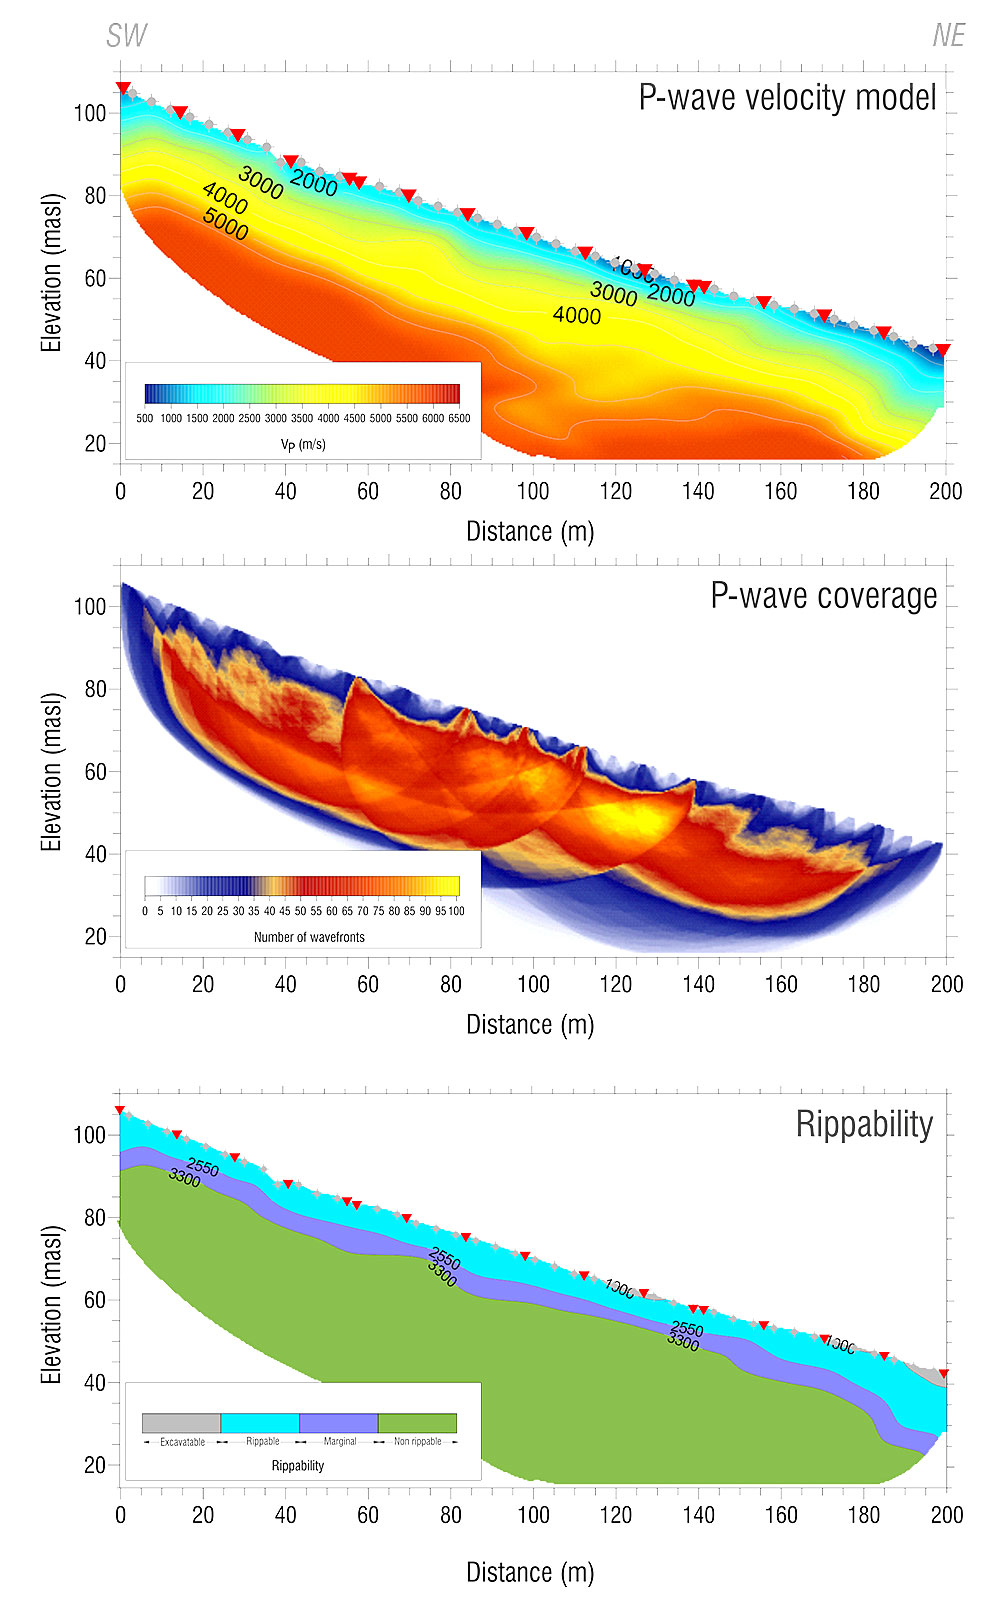 SW NE
P-wave velocity model
100
80
60
40
20
Elevation (masl)
3000 2000
4000
5000
3000 2000
4000
500 1000 1500 2000 2500 3000 3500 4000 4500 5000 5500 6000 6500
VP (m/s)
0 20 40 60 80 100 120 140 160 180 200
Distance (m)
P-wave coverage
100
80
60
40
20
Elevation (masl)
0 5 10 15 20 25 30 35 40 45 50 55 60 65 70 75 80 85 90 95 100
Number of wavefronts
0 20 40 60 80 100 120 140 160 180 200
Distance (m)
Rippability
100
80
60
40
20
Elevation (masl)
2550
3300
2550
3300
2550
3300
Excavatable Rippable Marginal Non rippable
Rippability
0 20 40 60 80 100 120 140 160 180 200
Distance (m)